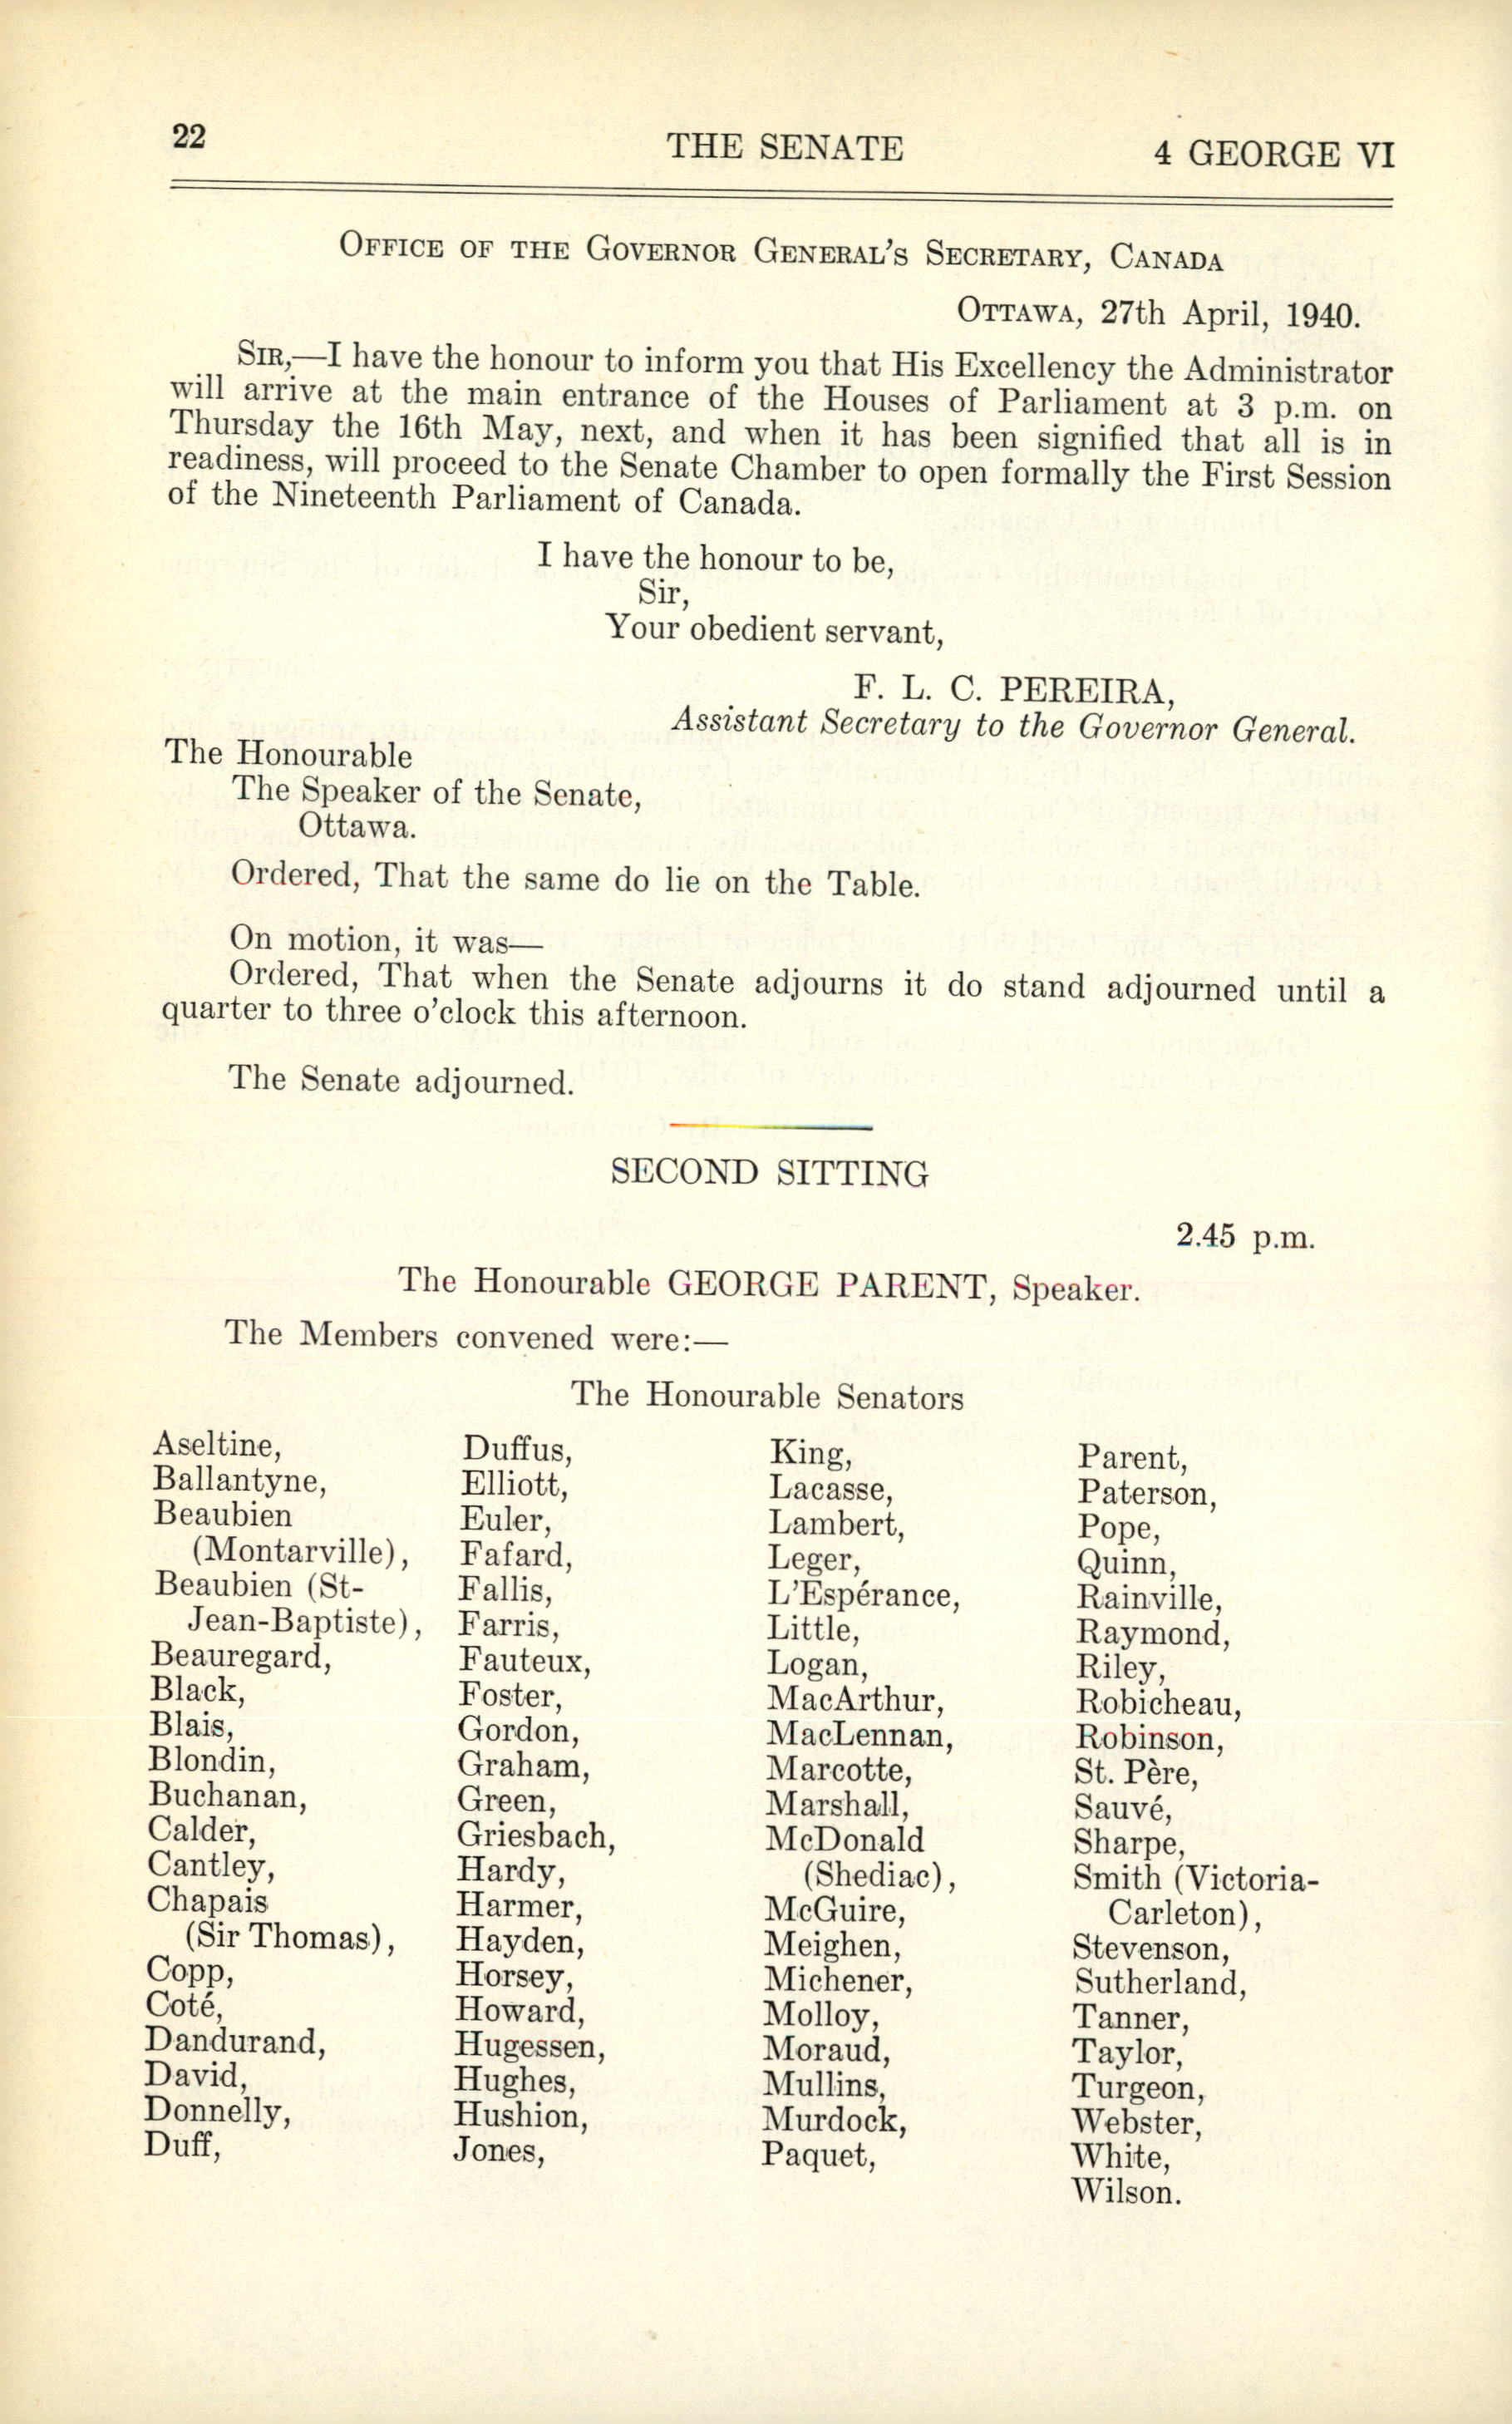 22
THE SENATE
4 GEORGE VI
OFFICE OF THE GOVERNOR GENERAL'S SECRETARY, CANADA
OTTAWA, 27th April, 1940.
SIR,—I have the honour to inform you that His Excellency the Administrator
will arrive at the main entrance of the Houses of Parliament at 3 p.m. on
Thursday the 16th May, next, and when it has been signified that all is in
readiness, will proceed to the Senate Chamber to open formally the First Session
of the Nineteenth Parliament of Canada.
I have the honour to be,
Sir,
Your obedient servant,
F. L. C. PEREIRA,
Assistant Secretary to the Governor General.
The Honourable
The Speaker of the Senate,
Ottawa.
Ordered, That the same do lie on the Table.
On motion, it was—
Ordered, That when the Senate adjourns it do stand adjourned until a
quarter to three o'clock this afternoon.
The Senate adjourned.
SECOND SITTING
2.45 p.m.
The Honourable GEORGE PARENT, Speaker.
The Members convened were:—
The Honourable Senators
Aseltine,
Ballantyne,
Beaubien
(Montarville),
Beaubien (St-
Jean-Baptiste),
Beauregard,
Black,
Blais,
Blondin,
Buchanan,
Calder,
Cantley,
Chapais
(Sir Thomas),
Copp,
Coté,
Dandurand,
David,
Donnelly,
Duff,
Duffus,
Elliott,
Euler,
Fafard,
Fallis,
Farris,
Fauteux,
Foster,
Gordon,
Graham,
Green,
Griesbach,
Hardy,
Harmer,
Hayden,
Horsey,
Howard,
Hugessen,
Hughes,
Hushion,
Jones,
King,
Lacasse,
Lambert,
Leger,
L'Espérance,
Little,
Logan,
MacArthur,
MacLennan,
Marcotte,
Marshall,
McDonald
(Shediac),
McGuire,
Meighen,
Michener,
Molloy,
Moraud,
Mullins,
Murdock,
Paquet,
Parent,
Paterson,
Pope,
Quinn,
Rainville,
Raymond,
Riley,
Robicheau,
Robinson,
St. Père,
Sauvé,
Sharpe,
Smith (Victoria-
Carleton),
Stevenson,
Sutherland,
Tanner,
Taylor,
Turgeon,
Webster,
White,
Wilson.